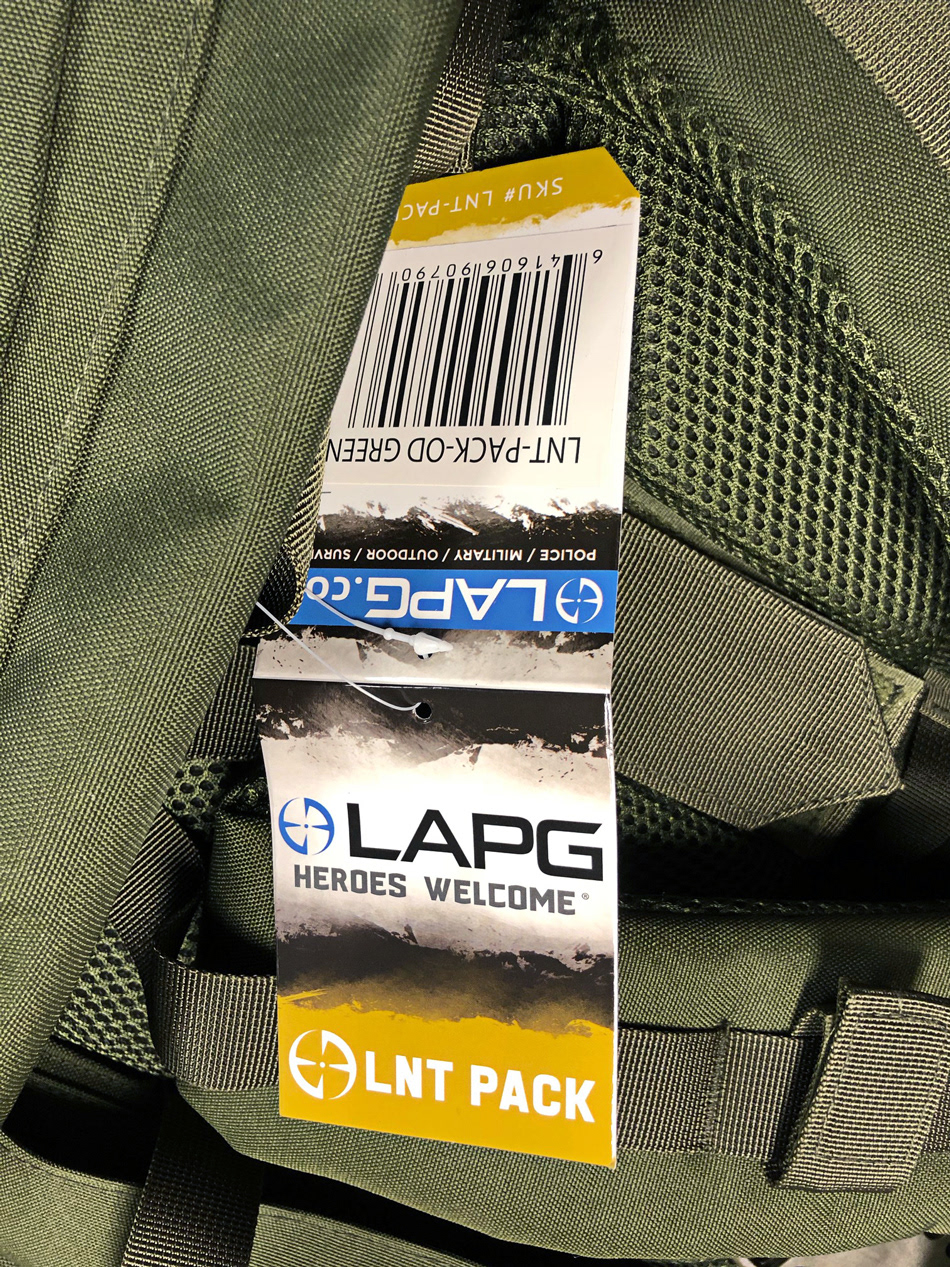 SKU# LNT-PAC
6 41606 90790
LNT-PACK-OD GREEN
POLICE / MILITARY / OUTDOOR / SURV
LAPG.co
LAPG
HEROES WELCOME®
LNT PACK